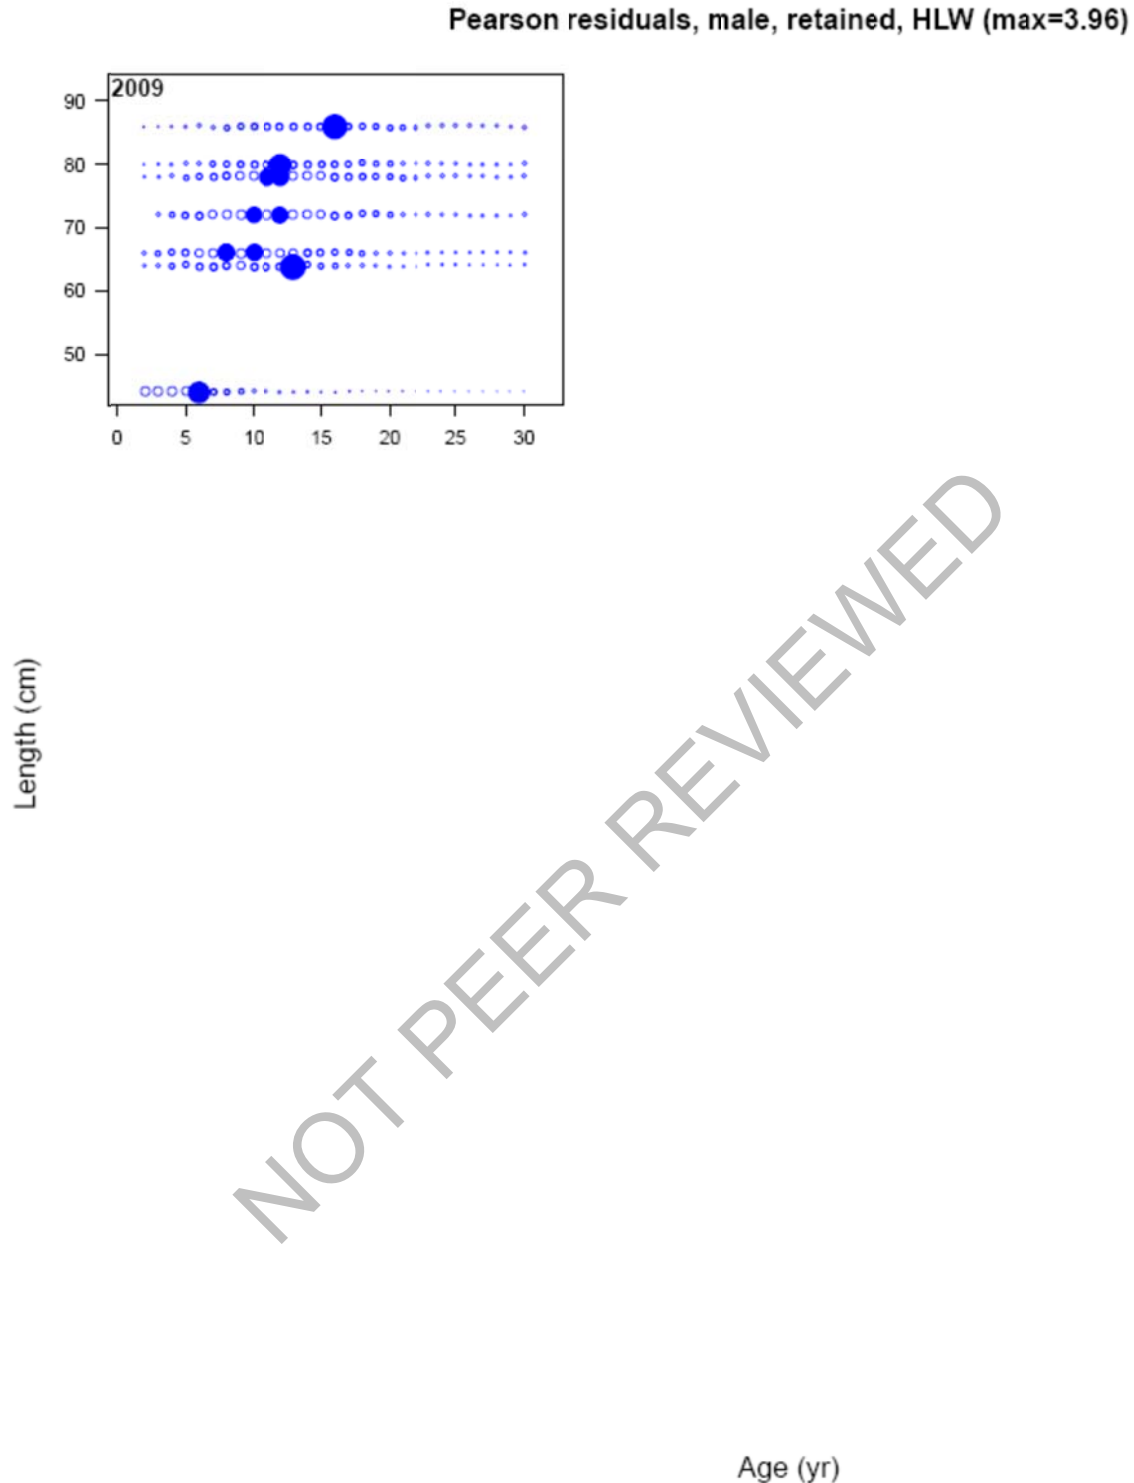 Pearson residuals, male, retained, HLW (max=3.96)
2009
90
80
70
60
50
0 5 10 15 20 25 30
Length (cm)
NOT PEER REVIEWED
Age (yr)